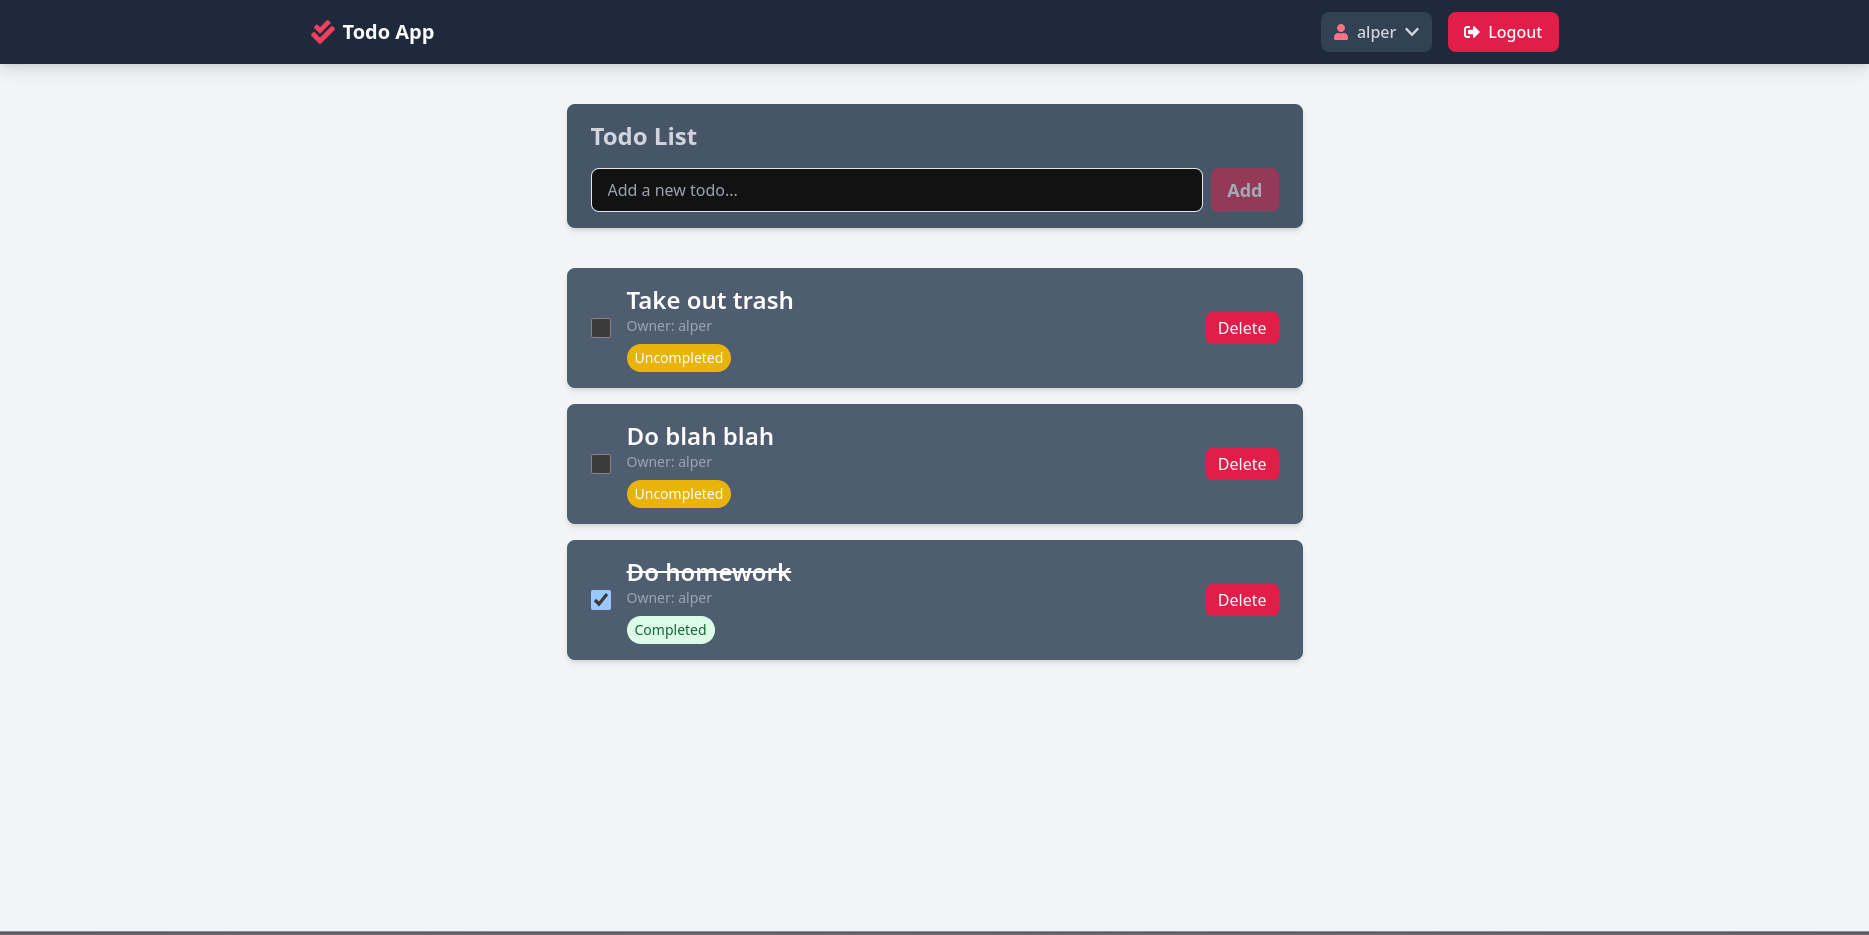 Todo App
alper
Logout
Todo List
Add a new todo...
Add
Take out trash
Owner: alper
Uncompleted
Delete
Do blah blah
Owner: alper
Uncompleted
Delete
Do homework
Owner: alper
Completed
Delete